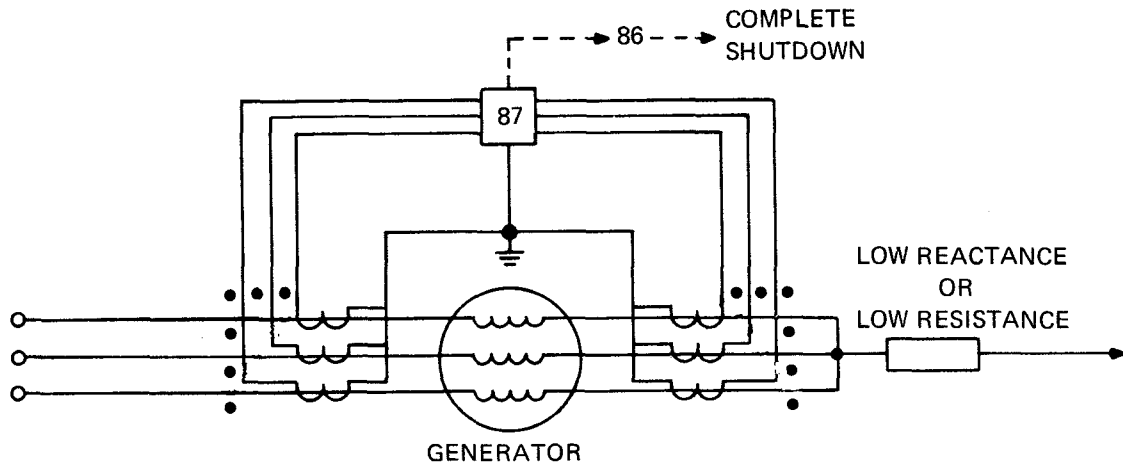 COMPLETE
86
SHUTDOWN
87
LOW REACTANCE
OR
LOW RESISTANCE
GENERATOR